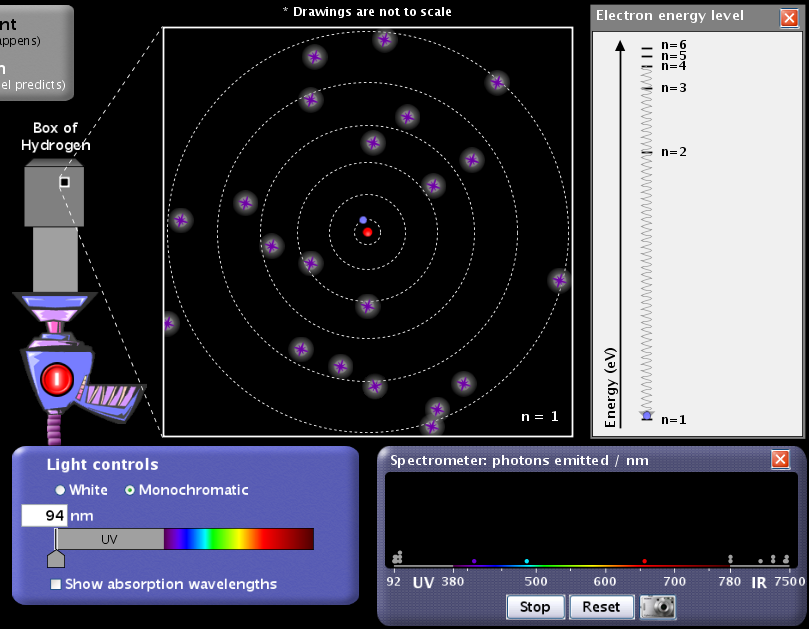 * Drawings are not to scale
nt
appens)
n
el predicts)
Box of
Hydrogen
n = 1
Electron energy level
n=6
n=5
n=4
n=3
n=2
n=1
Energy (eV)
Light controls
White Monochromatic
94 nm
UV
Show absorption wavelengths
Spectrometer: photons emitted / nm
92 UV 380 500 600 700 780 IR 7500
Stop Reset